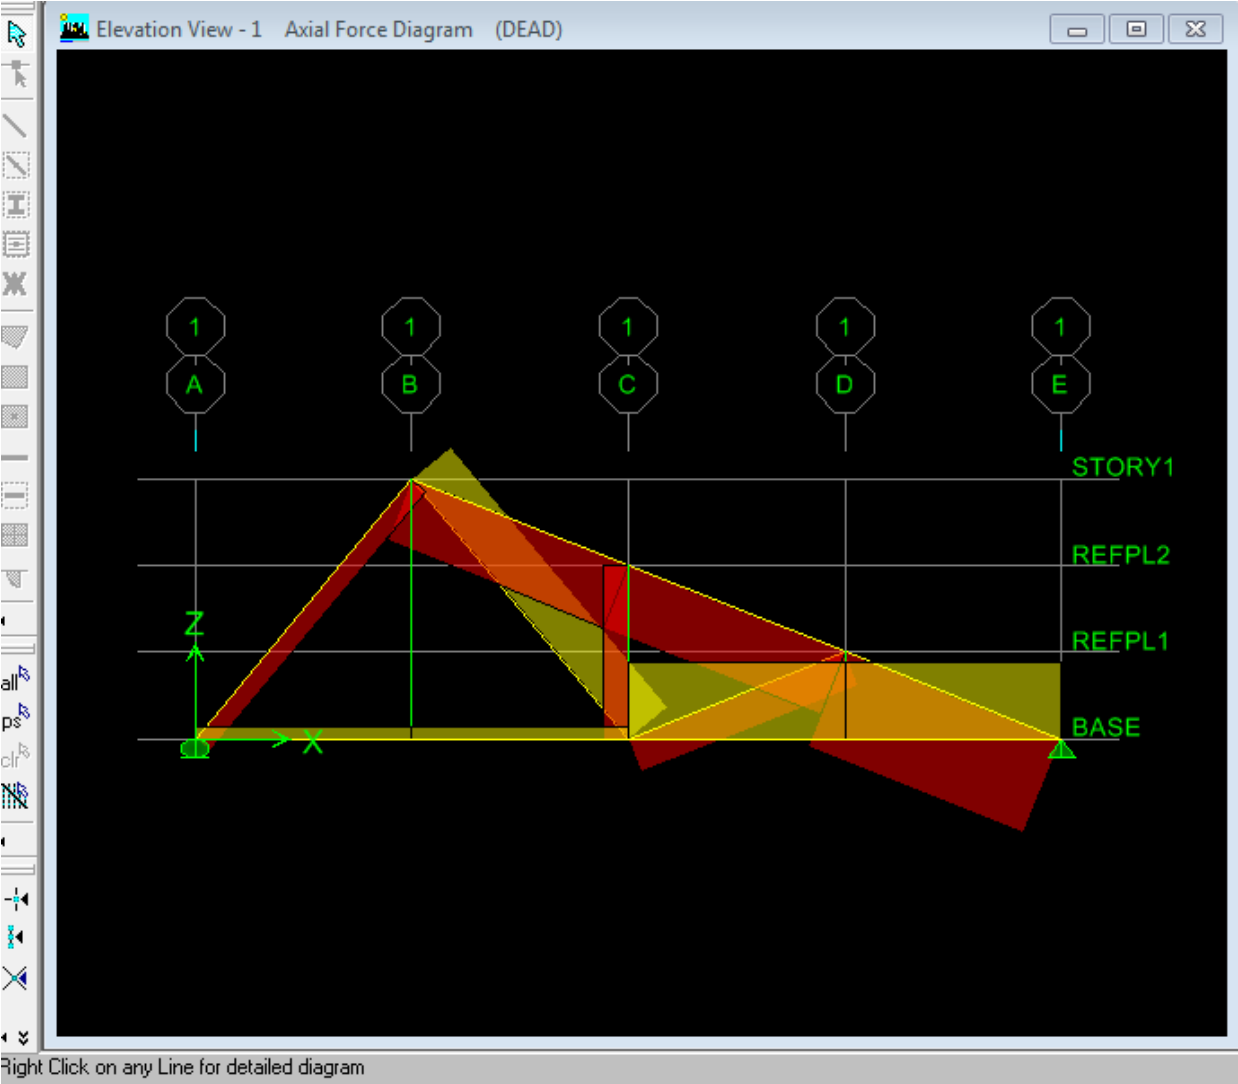 Elevation View - 1 Axial Force Diagram (DEAD)
1 1 1 1 1
A B C D E
STORY1
REFPL2
REFPL1
BASE
Z
X
all
ps
clr
Right Click on any Line for detailed diagram